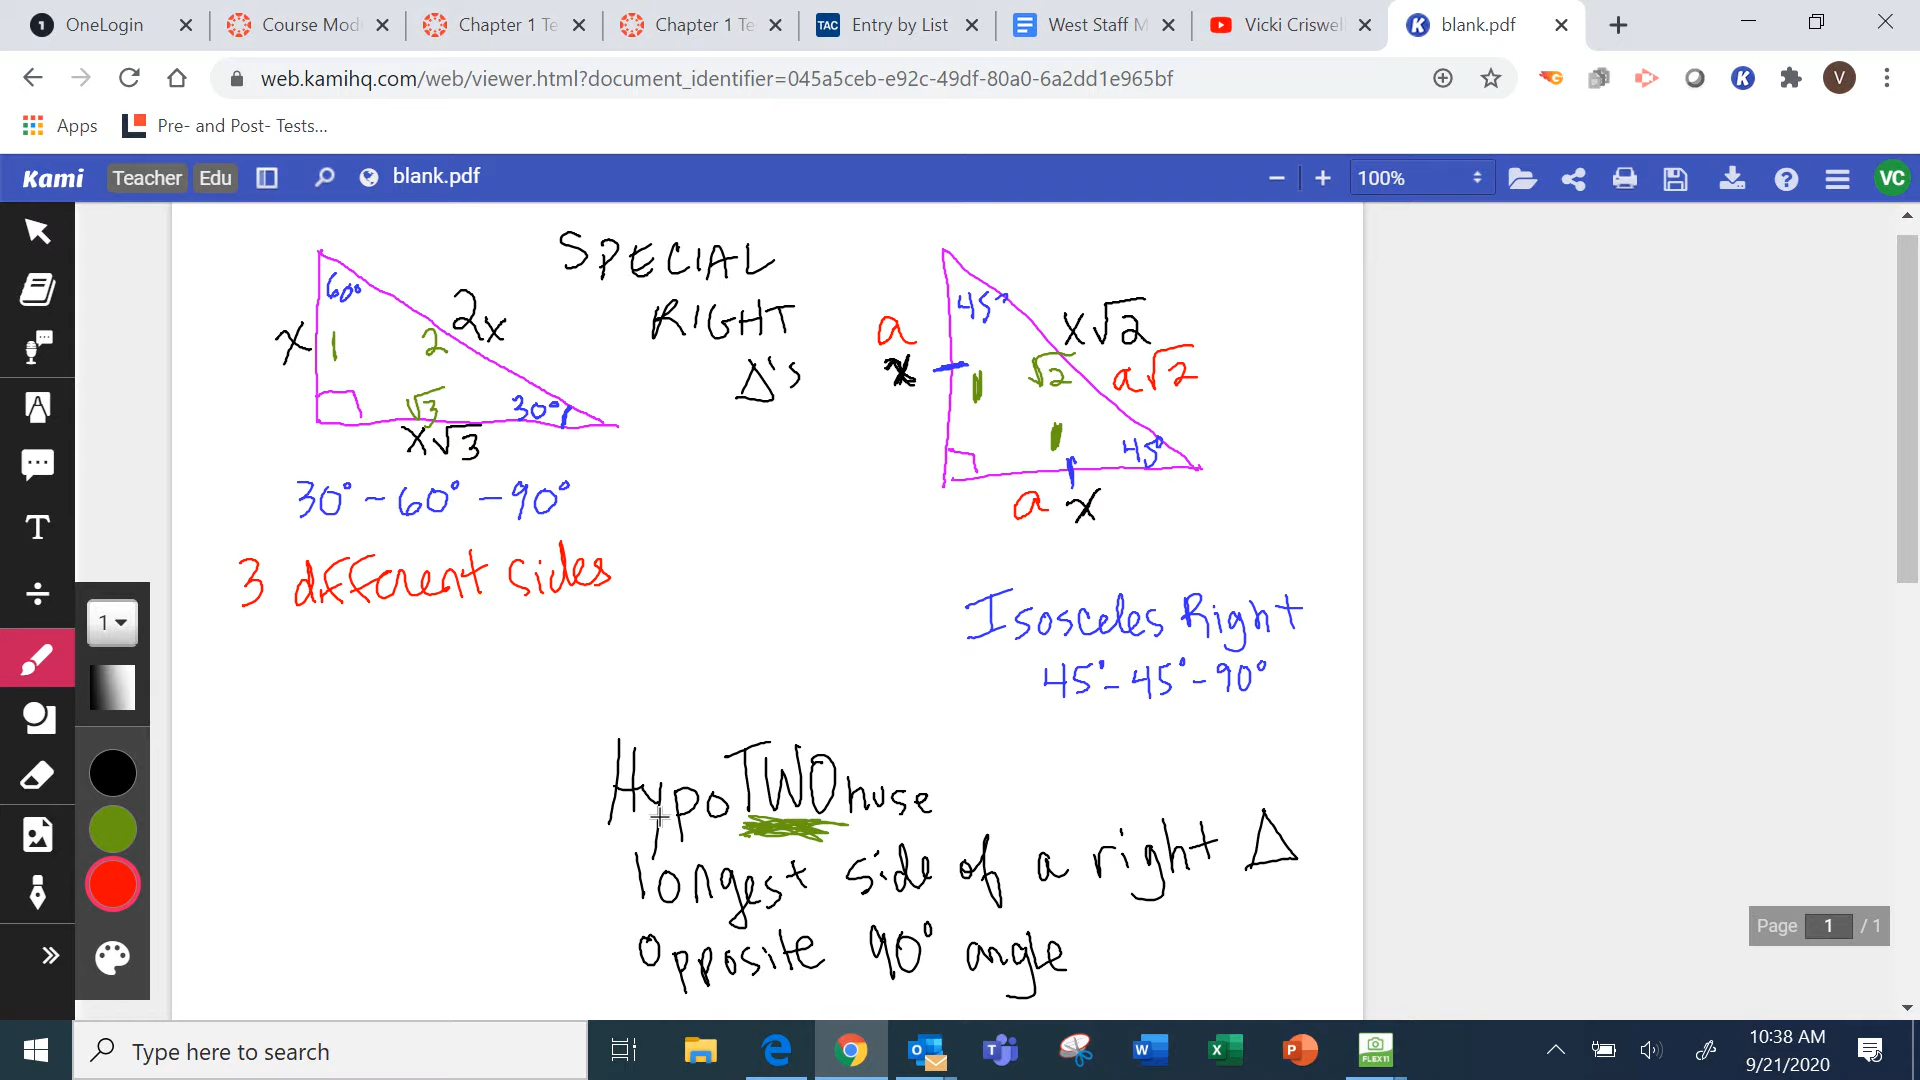 OneLogin
Course Mod
Chapter 1 Te
Chapter 1 Te
TAC Entry by List
West Staff M
Vicki Criswel
K blank.pdf
web.kamihq.com/web/viewer.html?document_identifier=045a5ceb-e92c-49df-80a0-6a2dd1e965bf
K
V
Apps
Pre- and Post- Tests...
Kami
Teacher
Edu
blank.pdf
100%
VC
SPECIAL
RIGHT
Δ's
60°
x
1
2
2x
√3
30°
x√3
30° - 60° - 90°
3 different sides
45°
a
x
x√2
√2
a√2
1
1
45°
a x
Isosceles Right
45° - 45° - 90°
HypoTWOnuse
longest side of a right Δ
opposite 90° angle
T
1
Page 1 / 1
Type here to search
FLEX11
10:38 AM
9/21/2020